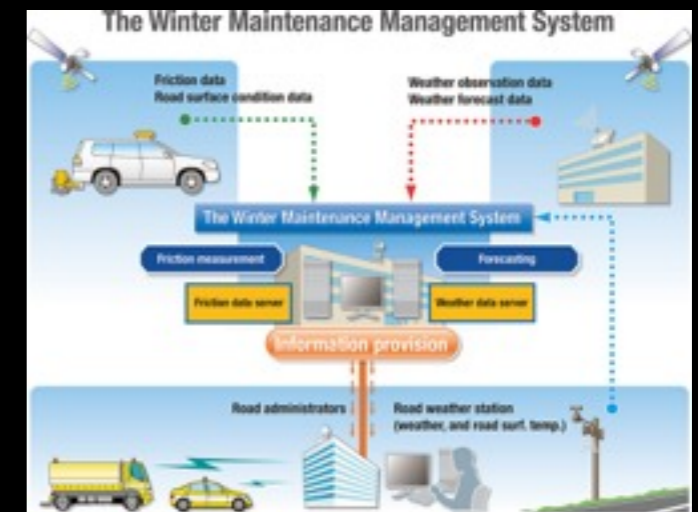 The Winter Maintenance Management System
Friction data
Road surface condition data
Weather observation data
Weather forecast data
The Winter Maintenance Management System
Friction measurement
Forecasting
Friction data server
Weather data server
Information provision
Road administrators
Road weather station
(weather, and road surf. temp.)